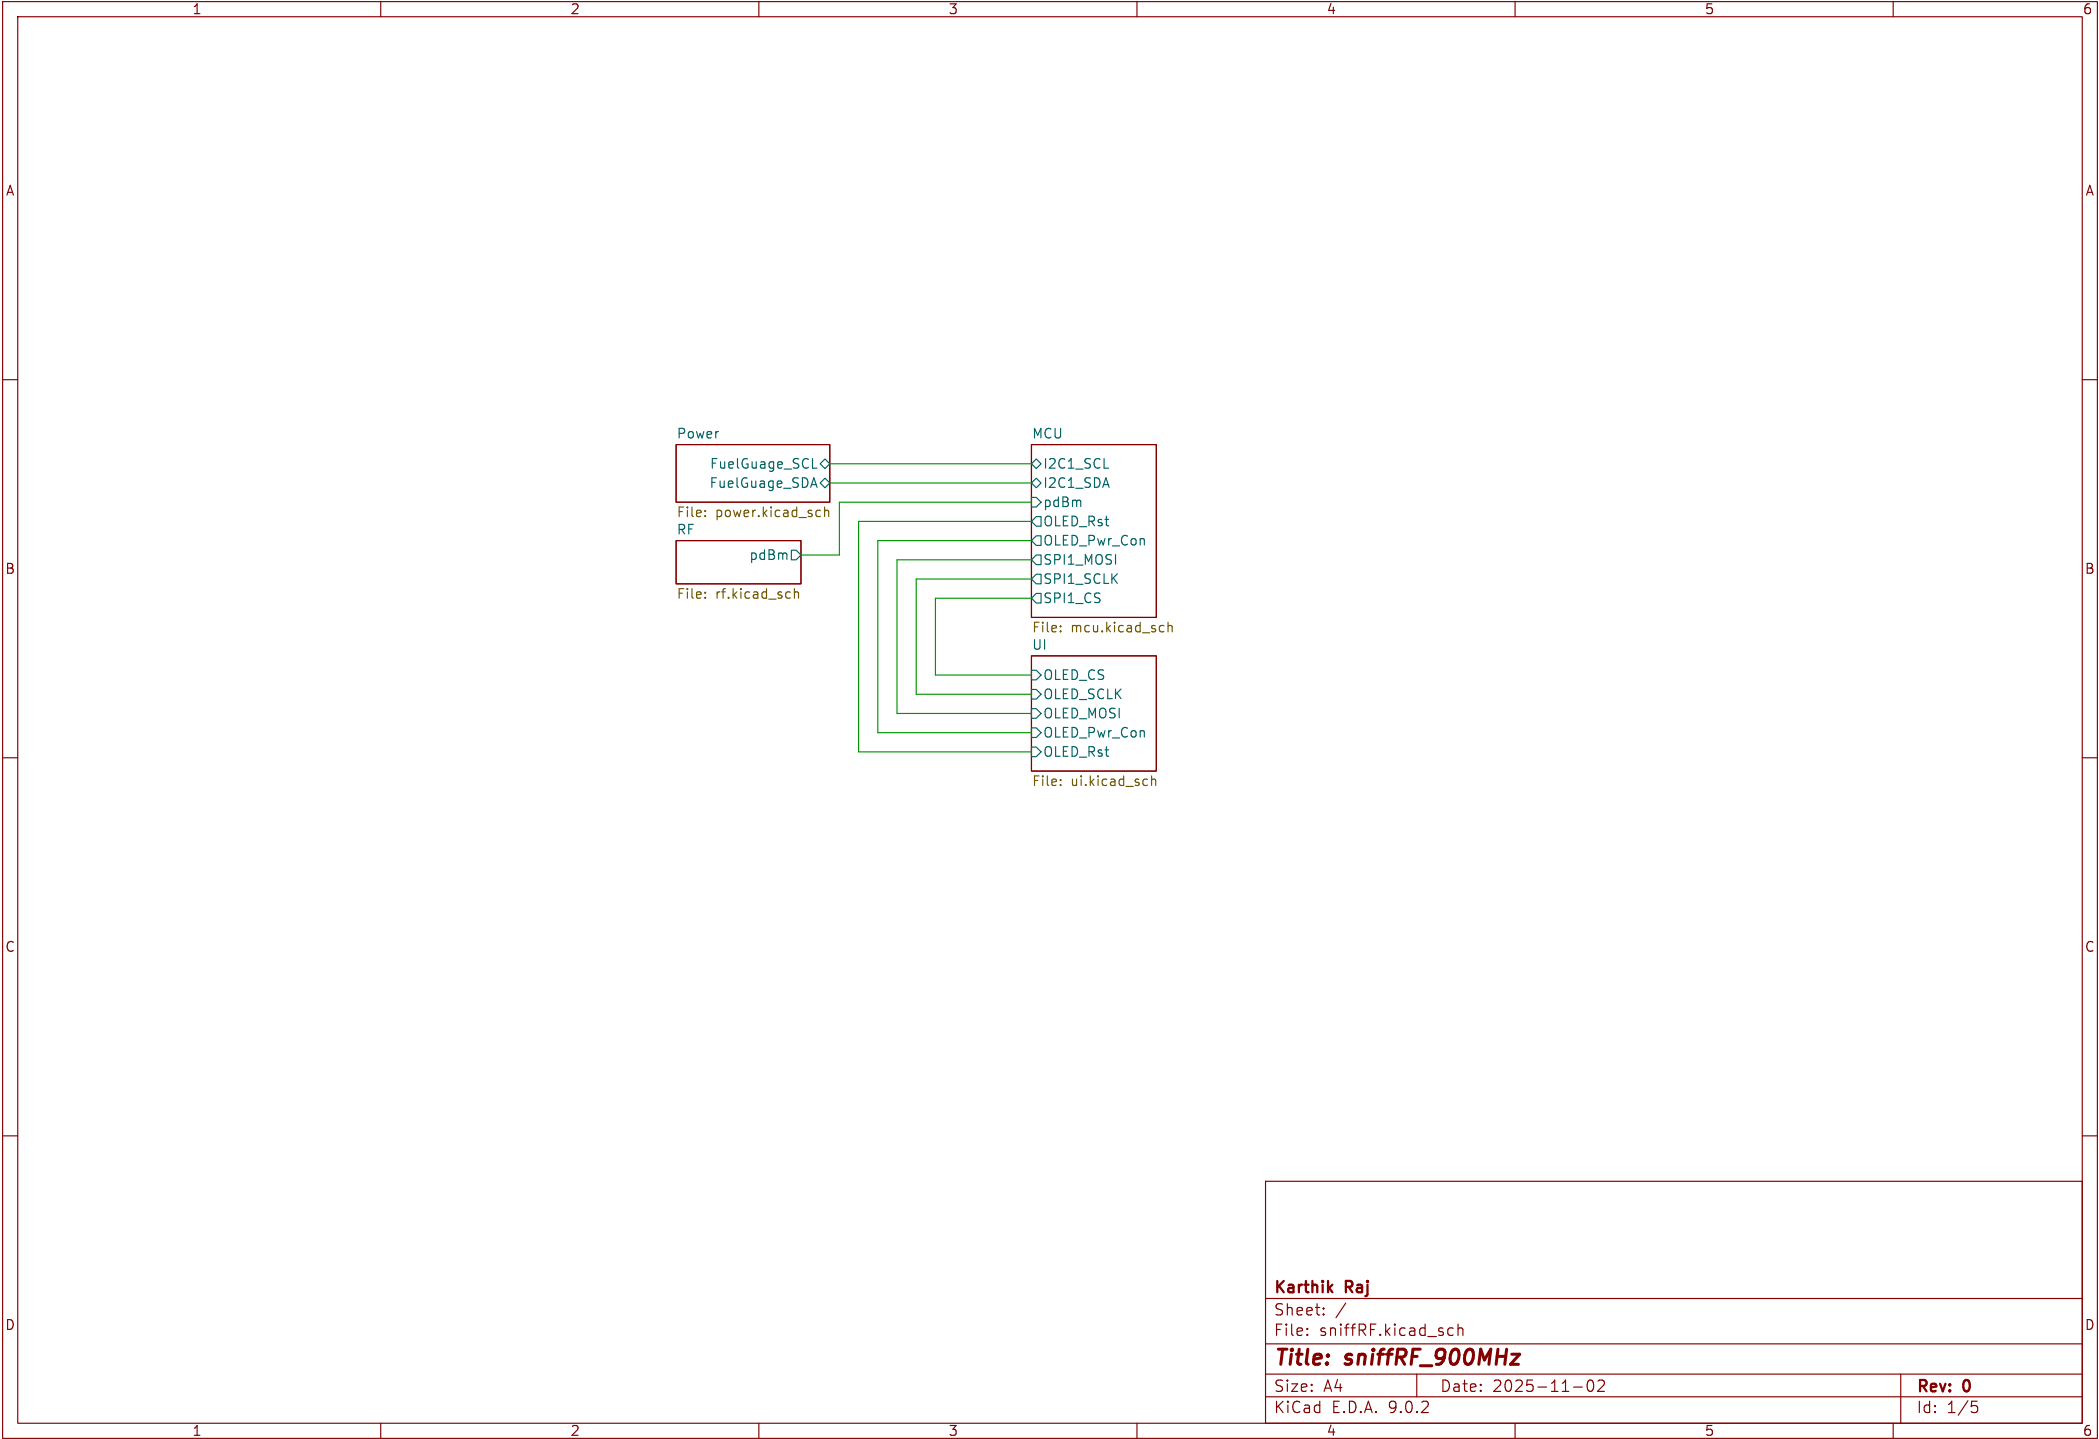 1 2 3 4 5 6
A A
Power
FuelGuage_SCL
FuelGuage_SDA
File: power.kicad_sch
RF
pdBm
File: rf.kicad_sch
MCU
I2C1_SCL
I2C1_SDA
pdBm
OLED_Rst
OLED_Pwr_Con
SPI1_MOSI
SPI1_SCLK
SPI1_CS
File: mcu.kicad_sch
UI
OLED_CS
OLED_SCLK
OLED_MOSI
OLED_Pwr_Con
OLED_Rst
File: ui.kicad_sch
B B
C C
D D
Karthik Raj
Sheet: /
File: sniffRF.kicad_sch
Title: sniffRF_900MHz
Size: A4 Date: 2025-11-02 Rev: 0
KiCad E.D.A. 9.0.2 Id: 1/5
1 2 3 4 5 6